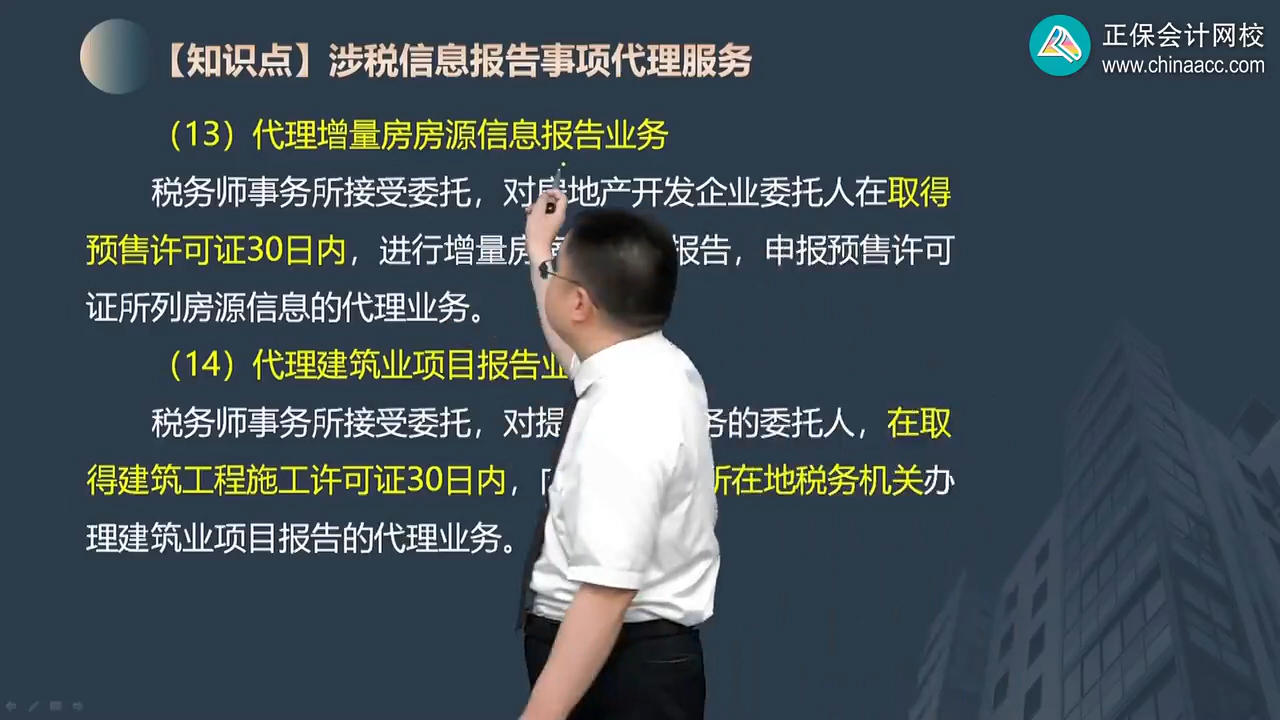 【知识点】涉税信息报告事项代理服务
正保会计网校
www.chinaacc.com
（13）代理增量房房源信息报告业务
税务师事务所接受委托，对房地产开发企业委托人在取得
预售许可证30日内，进行增量房 报告，申报预售许可
证所列房源信息的代理业务。
（14）代理建筑业项目报告业
税务师事务所接受委托，对提 务的委托人，在取
得建筑工程施工许可证30日内， 所在地税务机关办
理建筑业项目报告的代理业务。